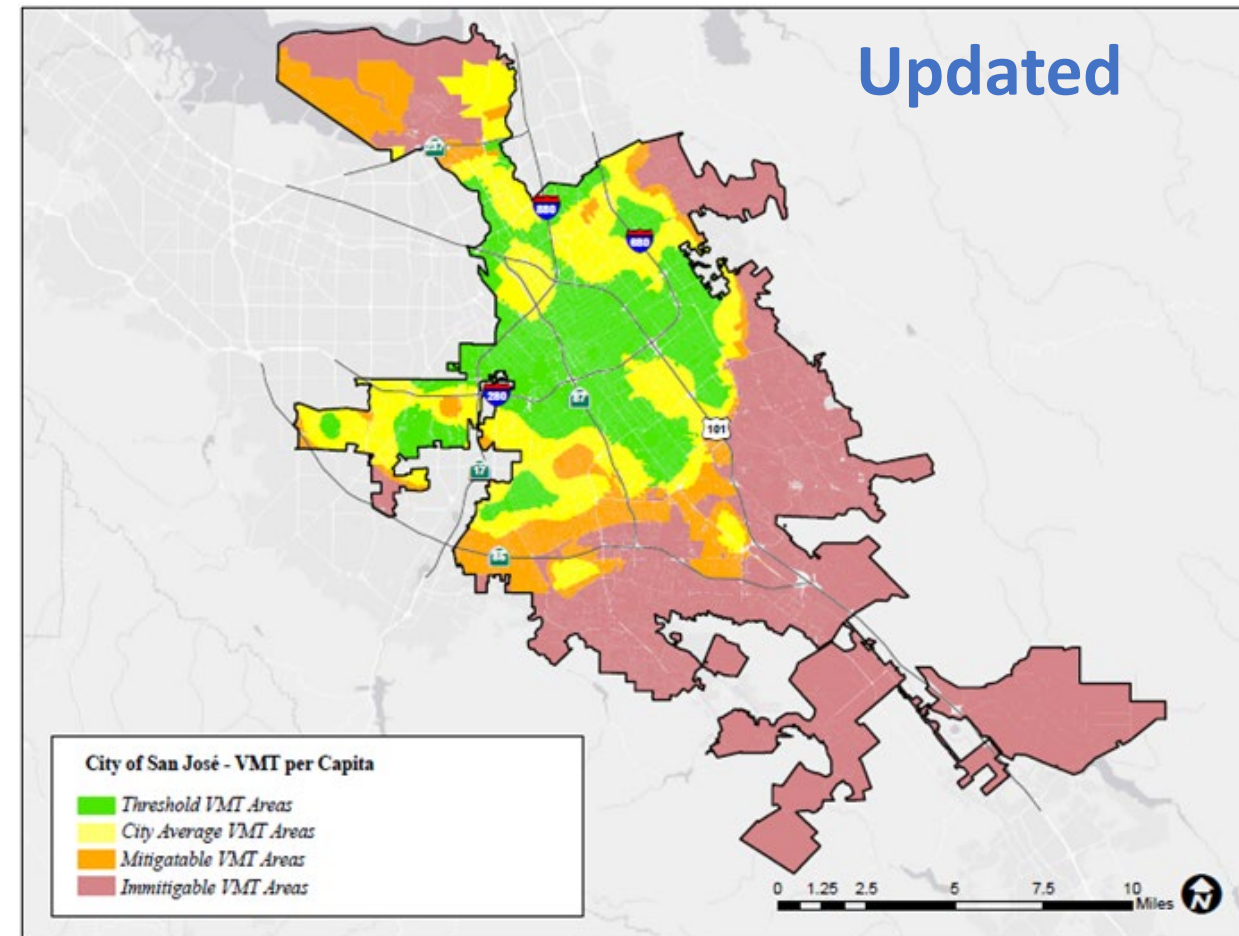 Updated
237
880
680
280
87
101
17
85
City of San José - VMT per Capita
Threshold VMT Areas
City Average VMT Areas
Mitigatable VMT Areas
Immitigable VMT Areas
0 1.25 2.5 5 7.5 10
Miles
N